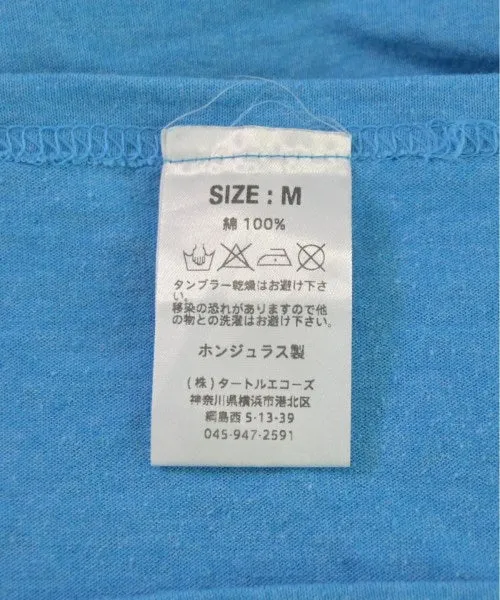 SIZE : M
綿 100%
タンブラー乾燥はお避け下さ
い。
移染の恐れがありますので他
の物との洗濯はお避け下さい。
ホンジュラス製
(株) タートルエコーズ
神奈川県横浜市港北区
綱島西 5-13-39
045-947-2591